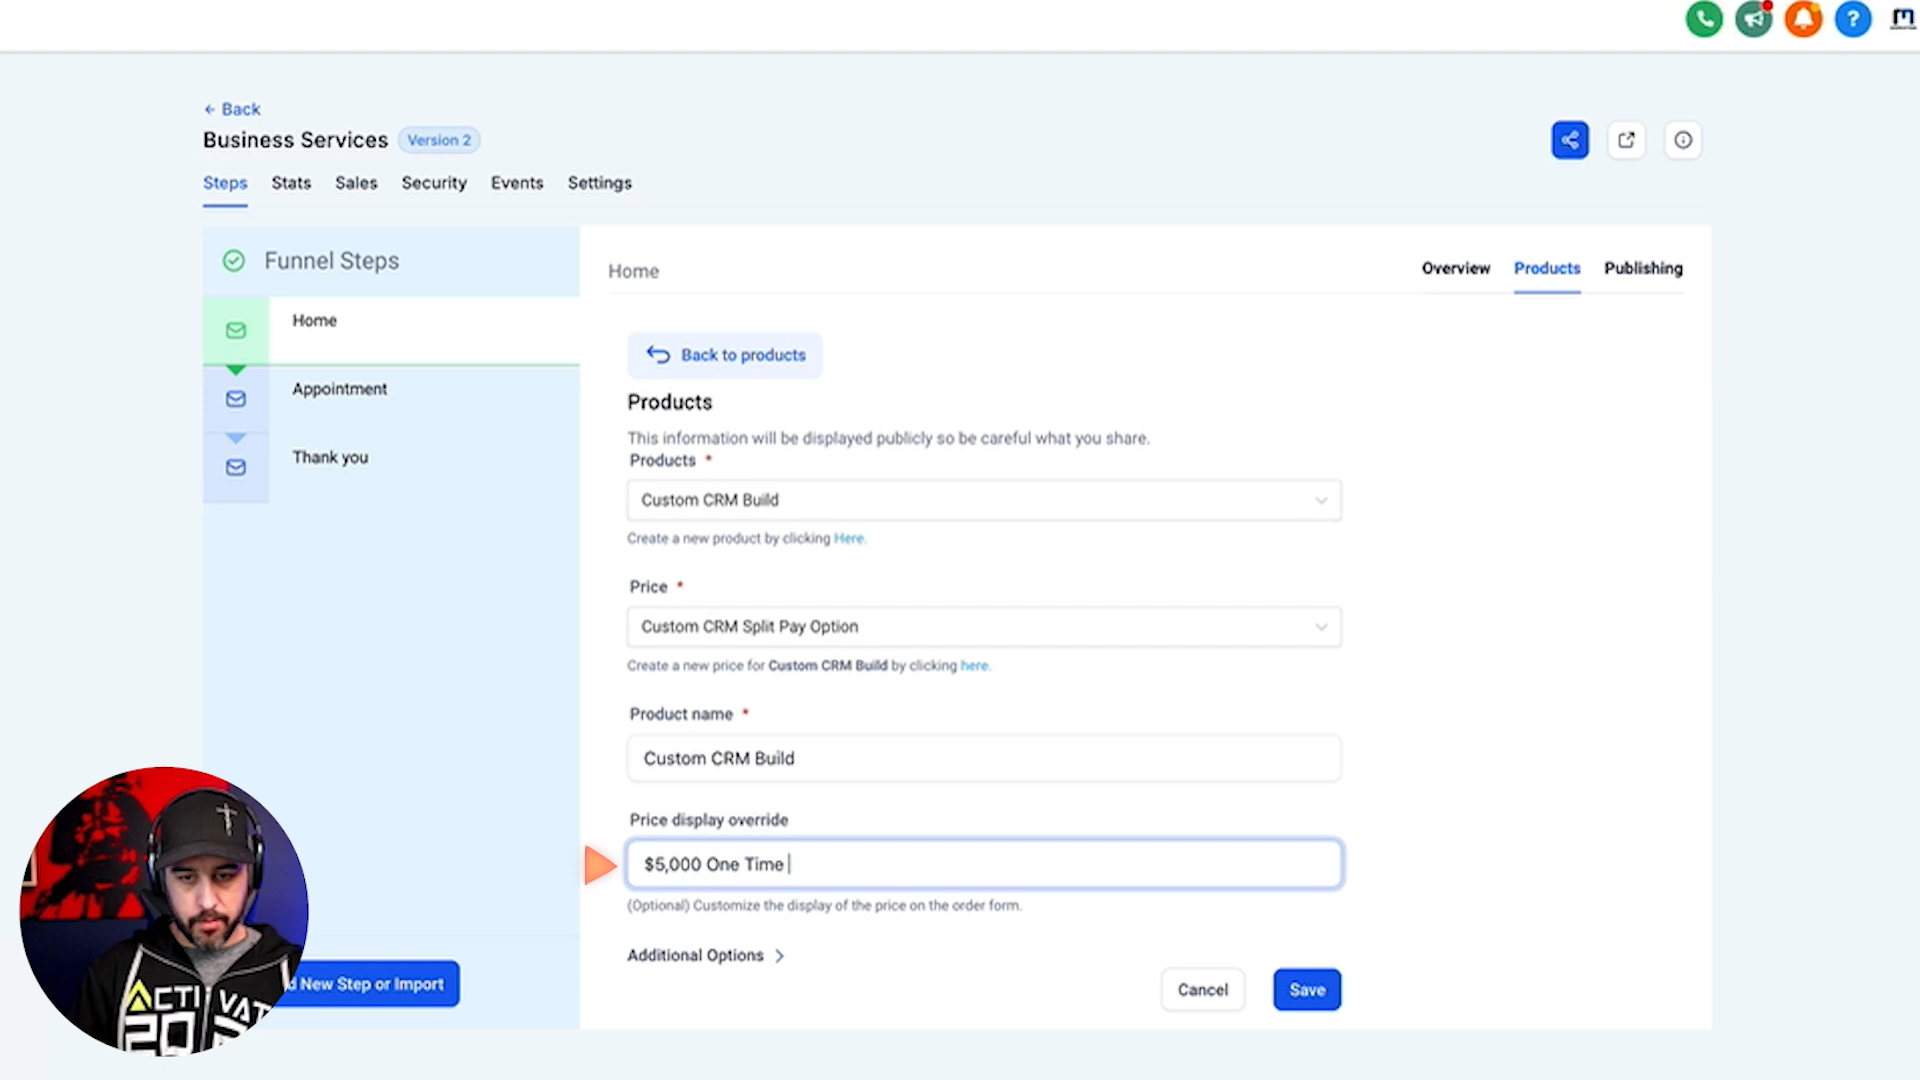 ← Back
Business Services Version 2
Steps Stats Sales Security Events Settings
Funnel Steps
Home
Appointment
Thank you
New Step or Import
Home
Overview Products Publishing
Back to products
Products
This information will be displayed publicly so be careful what you share.
Products *
Custom CRM Build
Create a new product by clicking Here.
Price *
Custom CRM Split Pay Option
Create a new price for Custom CRM Build by clicking here.
Product name *
Custom CRM Build
Price display override
$5,000 One Time
(Optional) Customize the display of the price on the order form.
Additional Options
Cancel Save